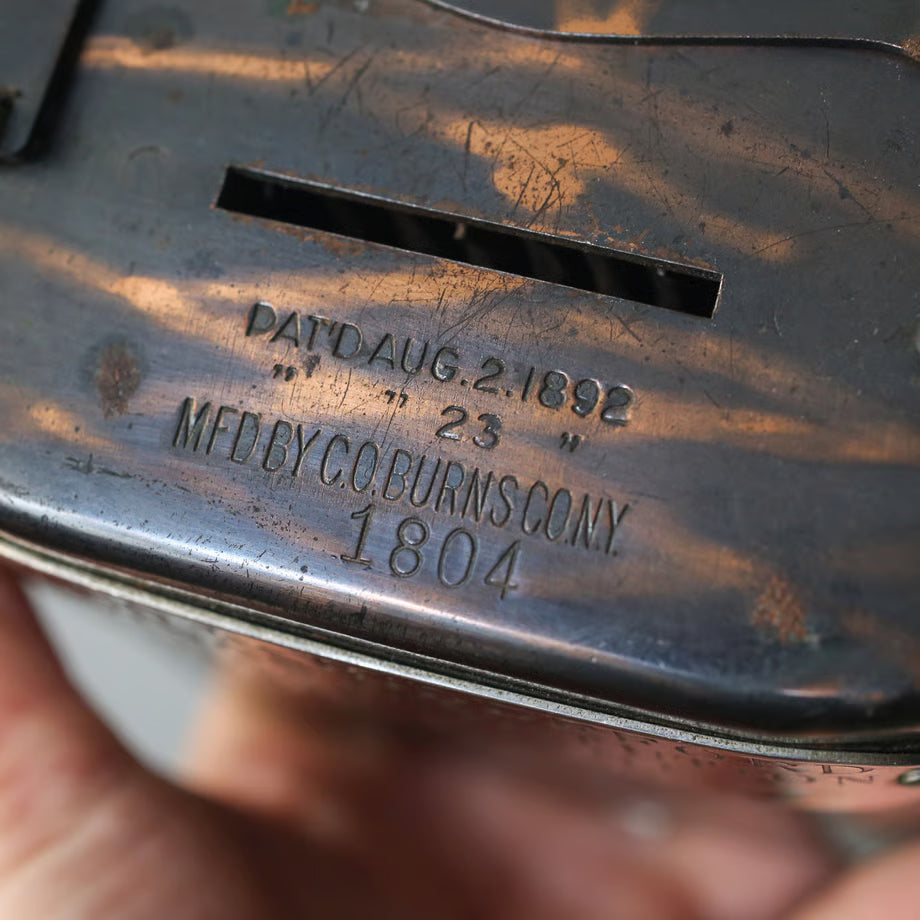 PAT'D AUG. 2. 1892
" " 23 "
MFD BY C.O. BURNS CO. N.Y.
1804